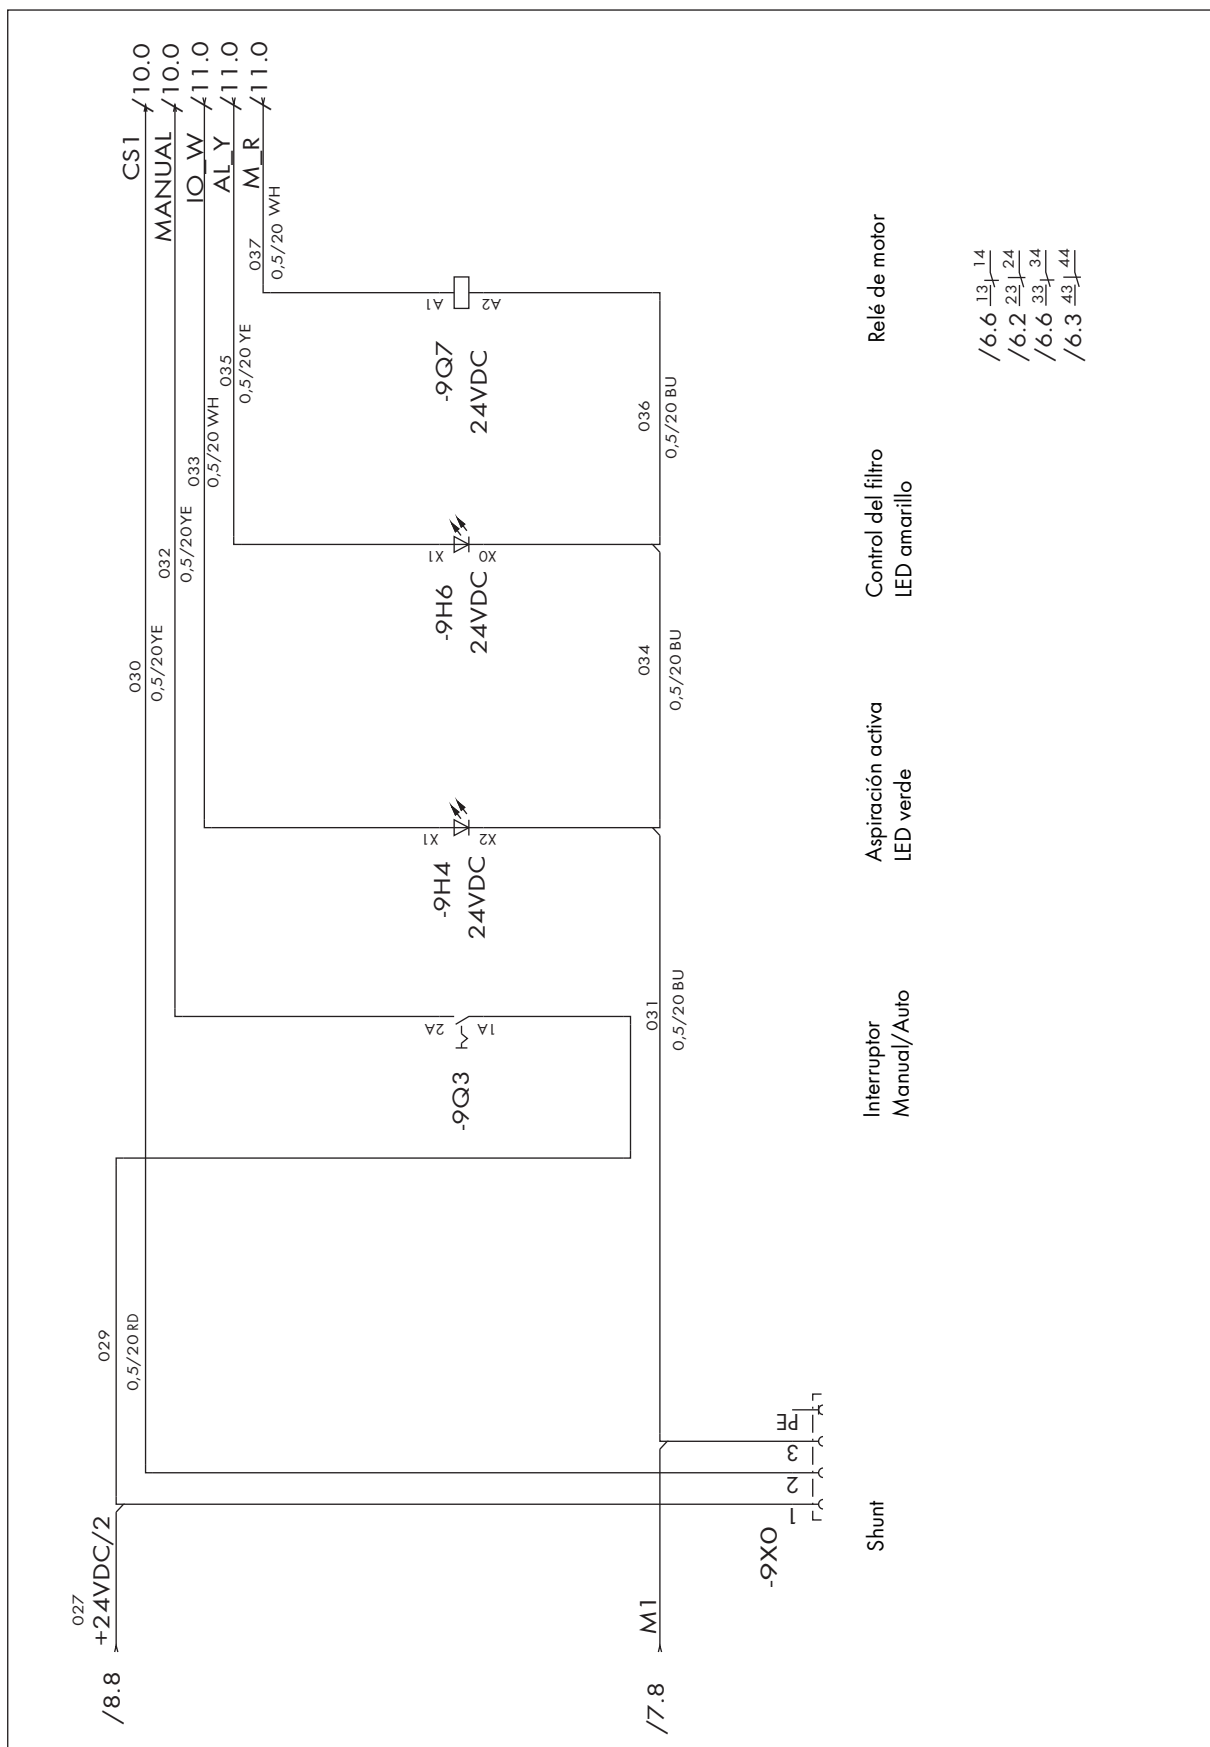 /8.8
027
+24VDC/2
029
0,5/20 RD
030
0,5/20YE
032
0,5/20YE
033
0,5/20 WH
035
0,5/20 YE
037
0,5/20 WH
CS1
/10.0
MANUAL
/10.0
IO_W
/11.0
AL_Y
/11.0
M_R
/11.0
-9Q3
2A
1A
-9H4
24VDC
X1
X2
-9H6
24VDC
X1
X0
-9Q7
24VDC
A1
A2
/7.8
M1
031
0,5/20 BU
034
0,5/20 BU
036
0,5/20 BU
-9X0
1
2
3
PE
Shunt
Interruptor
Manual/Auto
Aspiración activa
LED verde
Control del filtro
LED amarillo
Relé de motor
/6.6 13 14
/6.2 23 24
/6.6 33 34
/6.3 43 44